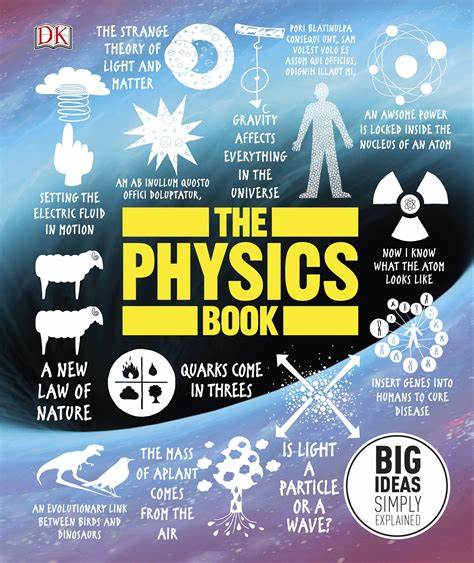 DK
THE STRANGE
THEORY OF
LIGHT AND
MATTER
PORI BLATINULPA
CONSEQUI UNT, SAM
VOLEST VOLO ES
ASSUM QUI OFFICIUS,
ODIGNIH ILLAUT MI,
GRAVITY
AFFECTS
EVERYTHING
IN THE
UNIVERSE
AN AWSOME POWER
IS LOCKED INSIDE THE
NUCLEUS OF AN ATOM
SETTING THE
ELECTRIC FLUID
IN MOTION
AM AB INULLUM QUOSTO
OFFICI DOLUPTATUR,
THE
PHYSICS
BOOK
NOW I KNOW
WHAT THE ATOM
LOOKS LIKE
A NEW
LAW OF
NATURE
QUARKS COME
IN THREES
INSERT GENES INTO
HUMANS TO CURE
DISEASE
AN EVOLUTIONARY LINK
BETWEEN BIRDS AND
DINOSAURS
THE MASS
OF APLANT
COMES
FROM THE
AIR
IS LIGHT
A
PARTICLE
OR A
WAVE?
BIG
IDEAS
SIMPLY
EXPLAINED